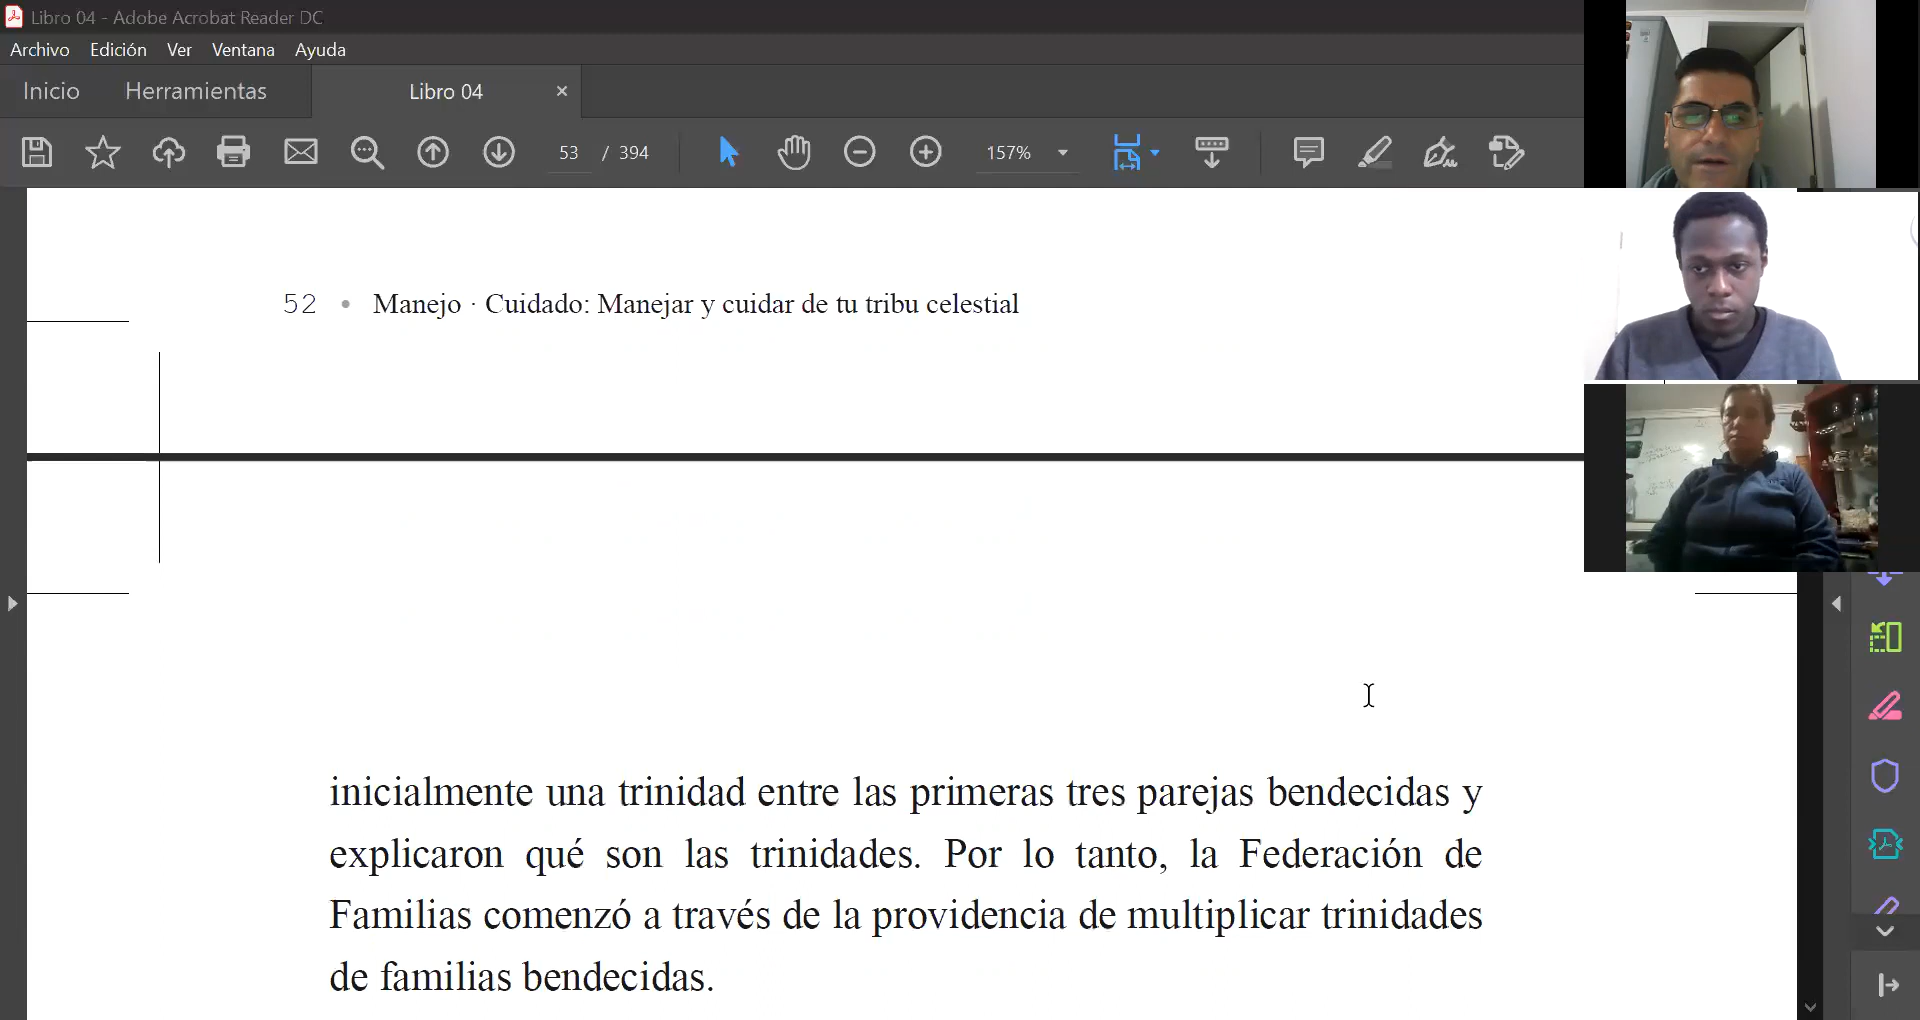 Libro 04 - Adobe Acrobat Reader DC
Archivo Edición Ver Ventana Ayuda
Inicio Herramientas Libro 04 ×
53 / 394 157%
52 • Manejo · Cuidado: Manejar y cuidar de tu tribu celestial
inicialmente una trinidad entre las primeras tres parejas bendecidas y
explicaron qué son las trinidades. Por lo tanto, la Federación de
Familias comenzó a través de la providencia de multiplicar trinidades
de familias bendecidas.